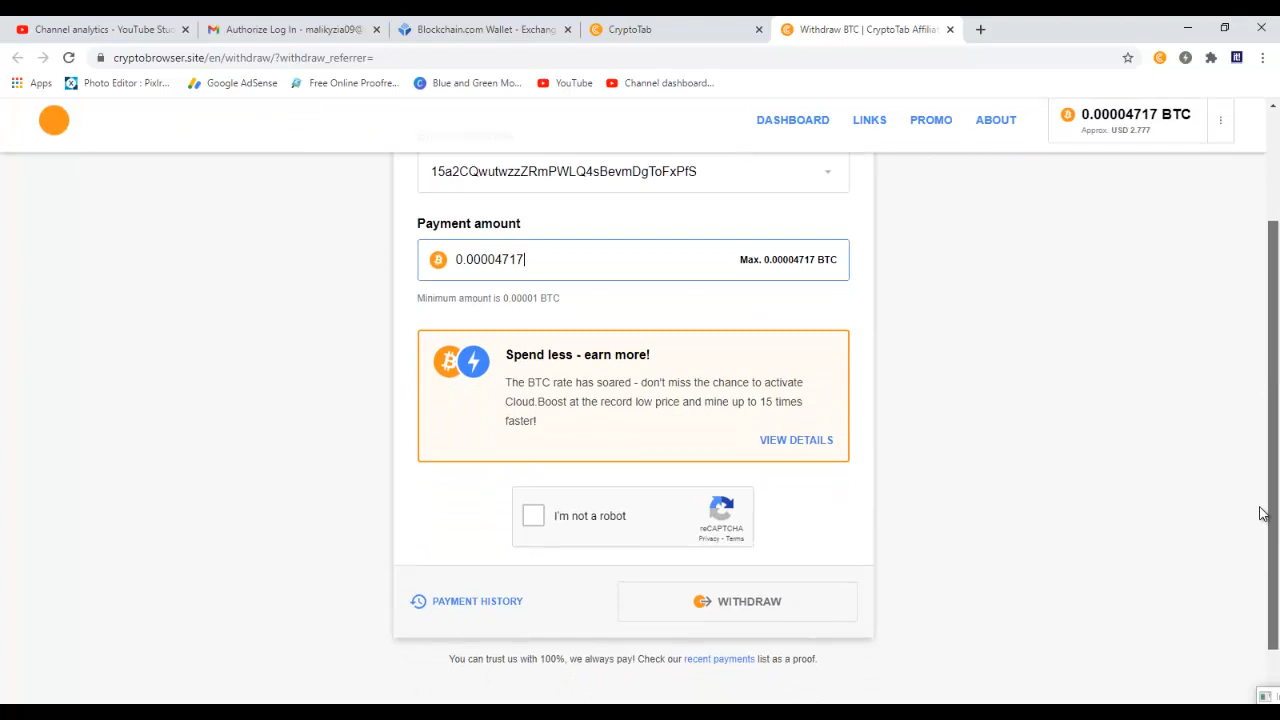 Channel analytics - YouTube Stuc
Authorize Log In - malikyzia09@
Blockchain.com Wallet - Exchang
CryptoTab
Withdraw BTC | CryptoTab Affiliat
cryptobrowser.site/en/withdraw/?withdraw_referrer=
Apps
Photo Editor : Pixlr...
Google AdSense
Free Online Proofre...
Blue and Green Mo...
YouTube
Channel dashboard...
DASHBOARD
LINKS
PROMO
ABOUT
0.00004717 BTC
Approx. USD 2.777
15a2CQwutwzzZRmPWLQ4sBevmDgToFxPfS
Payment amount
0.00004717
Max. 0.00004717 BTC
Minimum amount is 0.00001 BTC
Spend less - earn more!
The BTC rate has soared - don't miss the chance to activate
Cloud.Boost at the record low price and mine up to 15 times
faster!
VIEW DETAILS
I'm not a robot
reCAPTCHA
Privacy - Terms
PAYMENT HISTORY
WITHDRAW
You can trust us with 100%, we always pay! Check our recent payments list as a proof.